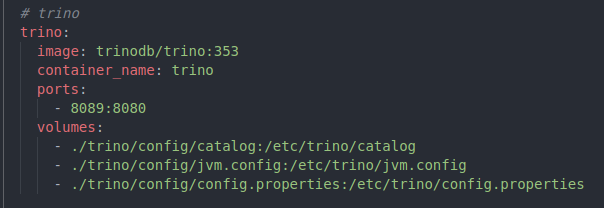 # trino
trino:
image: trinodb/trino:353
container_name: trino
ports:
- 8089:8080
volumes:
- ./trino/config/catalog:/etc/trino/catalog
- ./trino/config/jvm.config:/etc/trino/jvm.config
- ./trino/config/config.properties:/etc/trino/config.properties